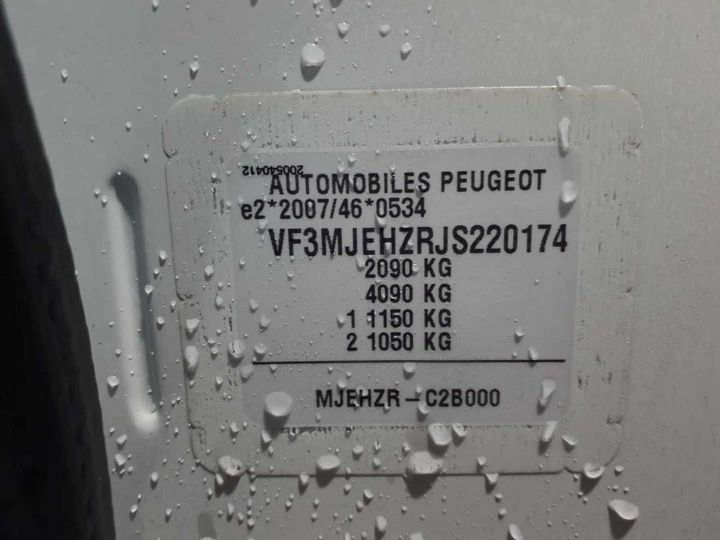 200540412
AUTOMOBILES PEUGEOT
e2*2007/46*0534
VF3MJEHZRJS220174
2090 KG
4090 KG
1 1150 KG
2 1050 KG
MJEHZR - C2B000